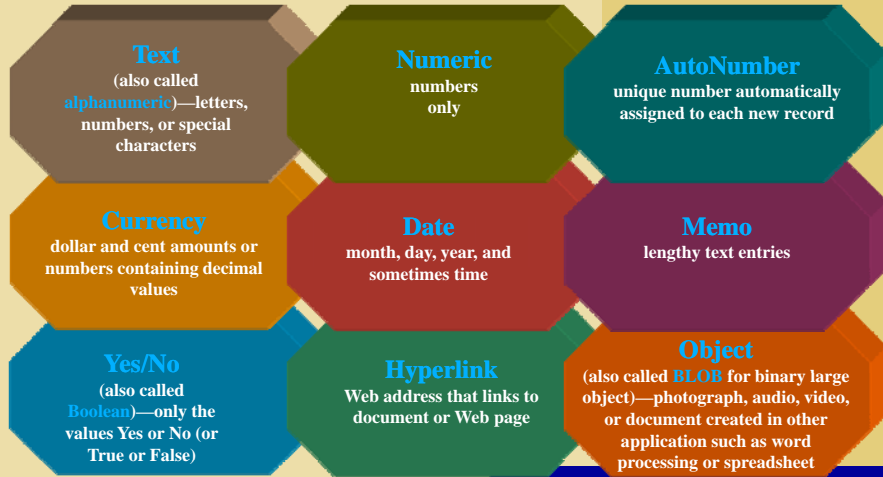 Text
(also called
alphanumeric)—letters,
numbers, or special
characters
Numeric
numbers
only
AutoNumber
unique number automatically
assigned to each new record
Currency
dollar and cent amounts or
numbers containing decimal
values
Date
month, day, year, and
sometimes time
Memo
lengthy text entries
Yes/No
(also called
Boolean)—only the
values Yes or No (or
True or False)
Hyperlink
Web address that links to
document or Web page
Object
(also called BLOB for binary large
object)—photograph, audio, video,
or document created in other
application such as word
processing or spreadsheet